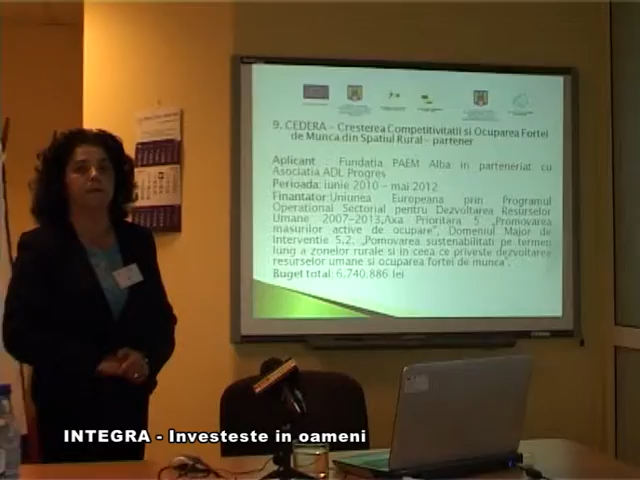 9. CEDERA – Cresterea Competitivitatii si Ocuparea Fortei
de Munca din Spatiul Rural – partener
Aplicant : Fundatia PAEM Alba in parteneriat cu
Asociatia ADL Progres
Perioada: iunie 2010 – mai 2012
Finantator:Uniunea Europeana prin Programul
Operational Sectorial pentru Dezvoltarea Resurselor
Umane 2007-2013,Axa Prioritara 5 „Promovarea
masurilor active de ocupare", Domeniul Major de
Interventie 5.2. „Promovarea sustenabilitati pe termen
lung a zonelor rurale si in ceea ce priveste dezvoltarea
resurselor umane si ocuparea fortei de munca".
Buget total: 6.740.886 lei
INTEGRA - Investeste in oameni